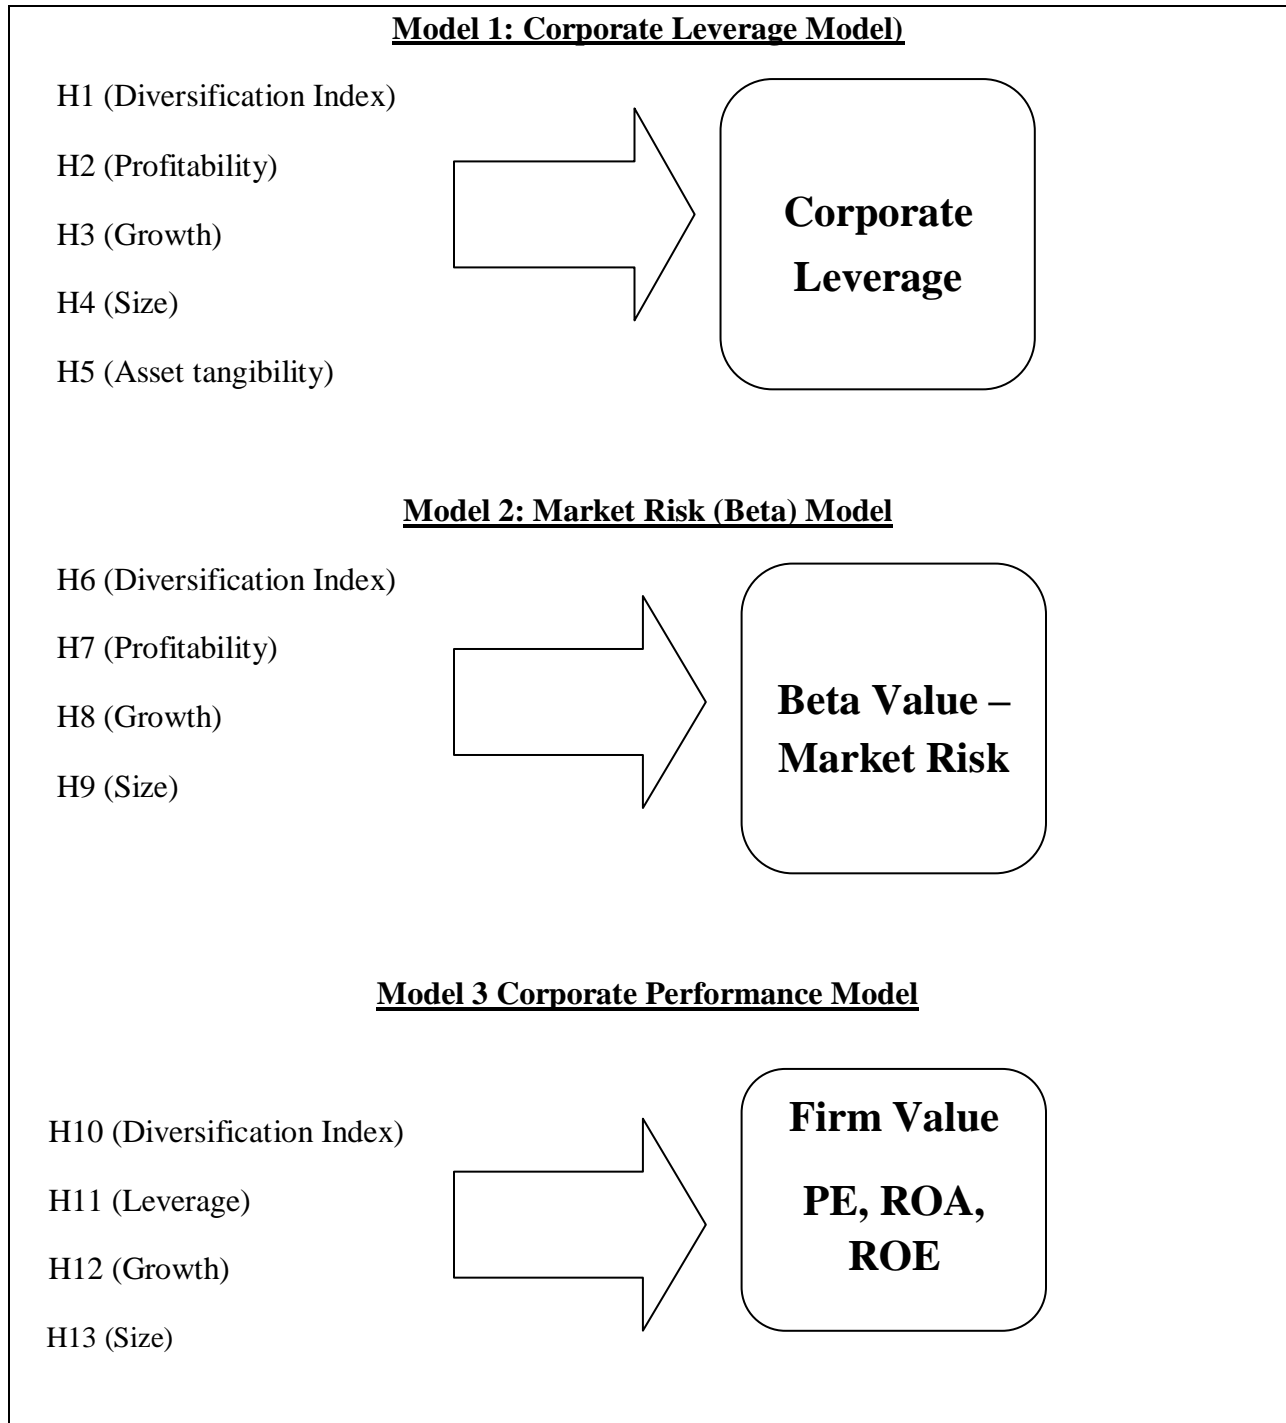 Model 1: Corporate Leverage Model)
H1 (Diversification Index)
H2 (Profitability)
H3 (Growth)
H4 (Size)
H5 (Asset tangibility)
Corporate
Leverage
Model 2: Market Risk (Beta) Model
H6 (Diversification Index)
H7 (Profitability)
H8 (Growth)
H9 (Size)
Beta Value –
Market Risk
Model 3 Corporate Performance Model
H10 (Diversification Index)
H11 (Leverage)
H12 (Growth)
H13 (Size)
Firm Value
PE, ROA,
ROE